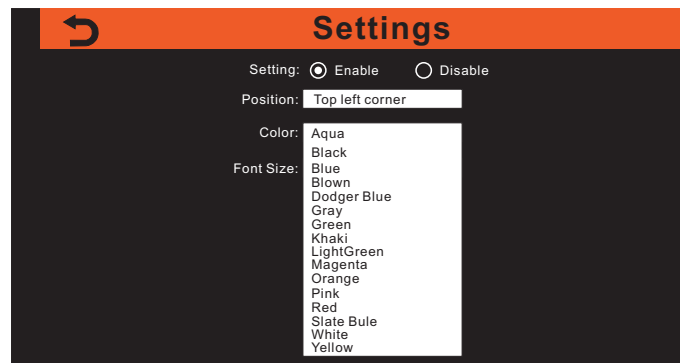 Settings
Setting: Enable Disable
Position: Top left corner
Color: Aqua
Black
Font Size: Blue
Blown
Dodger Blue
Gray
Green
Khaki
LightGreen
Magenta
Orange
Pink
Red
Slate Bule
White
Yellow